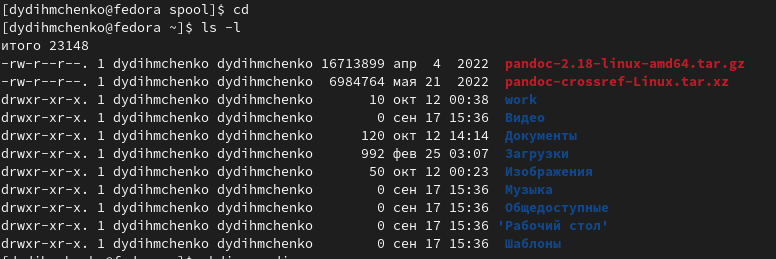 [dydihmchenko@fedora spool]$ cd
[dydihmchenko@fedora ~]$ ls -l
итого 23148
-rw-r--r--. 1 dydihmchenko dydihmchenko 16713899 апр  4  2022  pandoc-2.18-linux-amd64.tar.gz
-rw-r--r--. 1 dydihmchenko dydihmchenko  6984764 мая 21  2022  pandoc-crossref-Linux.tar.xz
drwxr-xr-x. 1 dydihmchenko dydihmchenko       10 окт 12 00:38  work
drwxr-xr-x. 1 dydihmchenko dydihmchenko        0 сен 17 15:36  Видео
drwxr-xr-x. 1 dydihmchenko dydihmchenko      120 окт 12 14:14  Документы
drwxr-xr-x. 1 dydihmchenko dydihmchenko      992 фев 25 03:07  Загрузки
drwxr-xr-x. 1 dydihmchenko dydihmchenko       50 окт 12 00:23  Изображения
drwxr-xr-x. 1 dydihmchenko dydihmchenko        0 сен 17 15:36  Музыка
drwxr-xr-x. 1 dydihmchenko dydihmchenko        0 сен 17 15:36  Общедоступные
drwxr-xr-x. 1 dydihmchenko dydihmchenko        0 сен 17 15:36 'Рабочий стол'
drwxr-xr-x. 1 dydihmchenko dydihmchenko        0 сен 17 15:36  Шаблоны